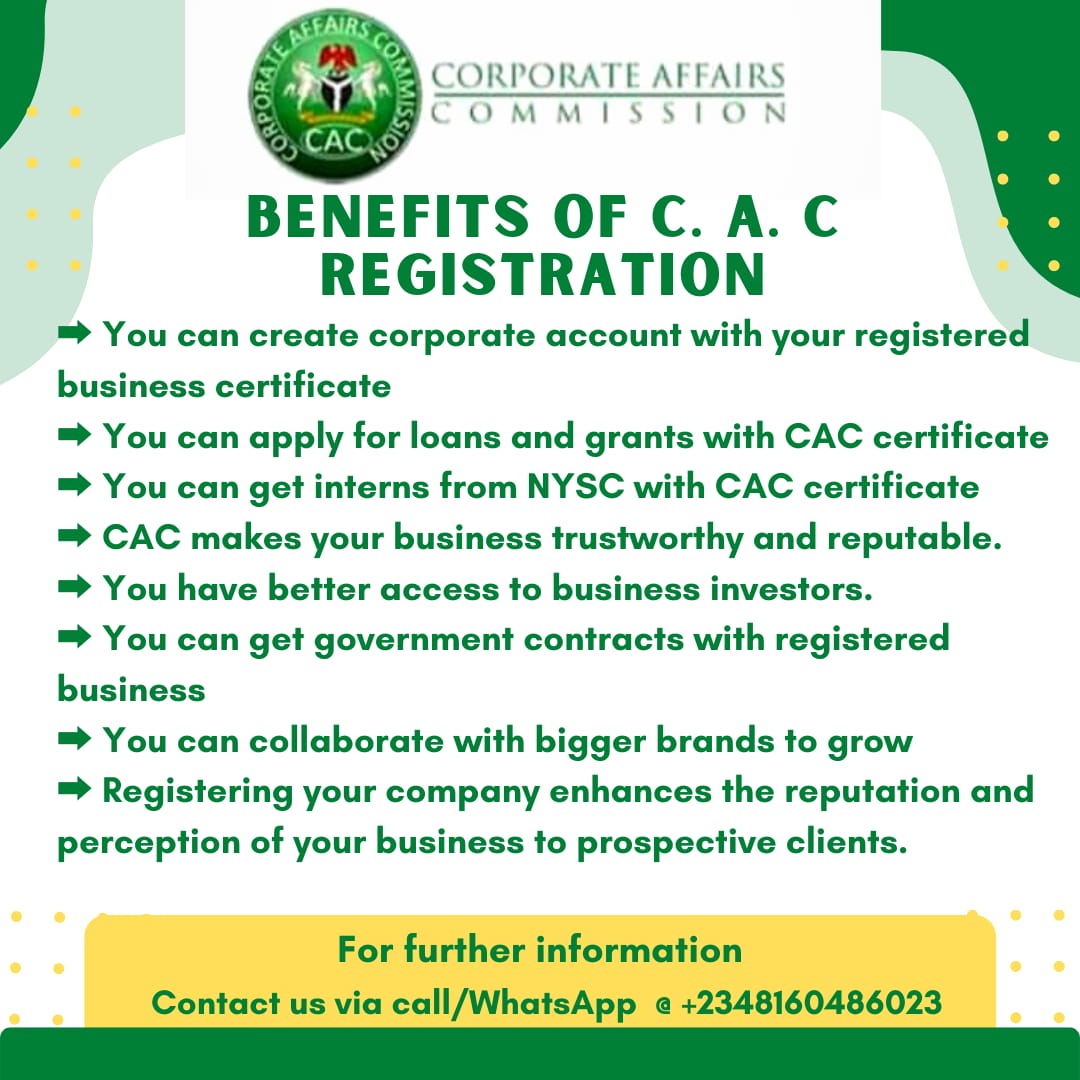 CORPORATE AFFAIRS COMMISSION
CAC
CORPORATE AFFAIRS
COMMISSION
BENEFITS OF C. A. C
REGISTRATION
➡ You can create corporate account with your registered
business certificate
➡ You can apply for loans and grants with CAC certificate
➡ You can get interns from NYSC with CAC certificate
➡ CAC makes your business trustworthy and reputable.
➡ You have better access to business investors.
➡ You can get government contracts with registered
business
➡ You can collaborate with bigger brands to grow
➡ Registering your company enhances the reputation and
perception of your business to prospective clients.
For further information
Contact us via call/WhatsApp @ +2348160486023